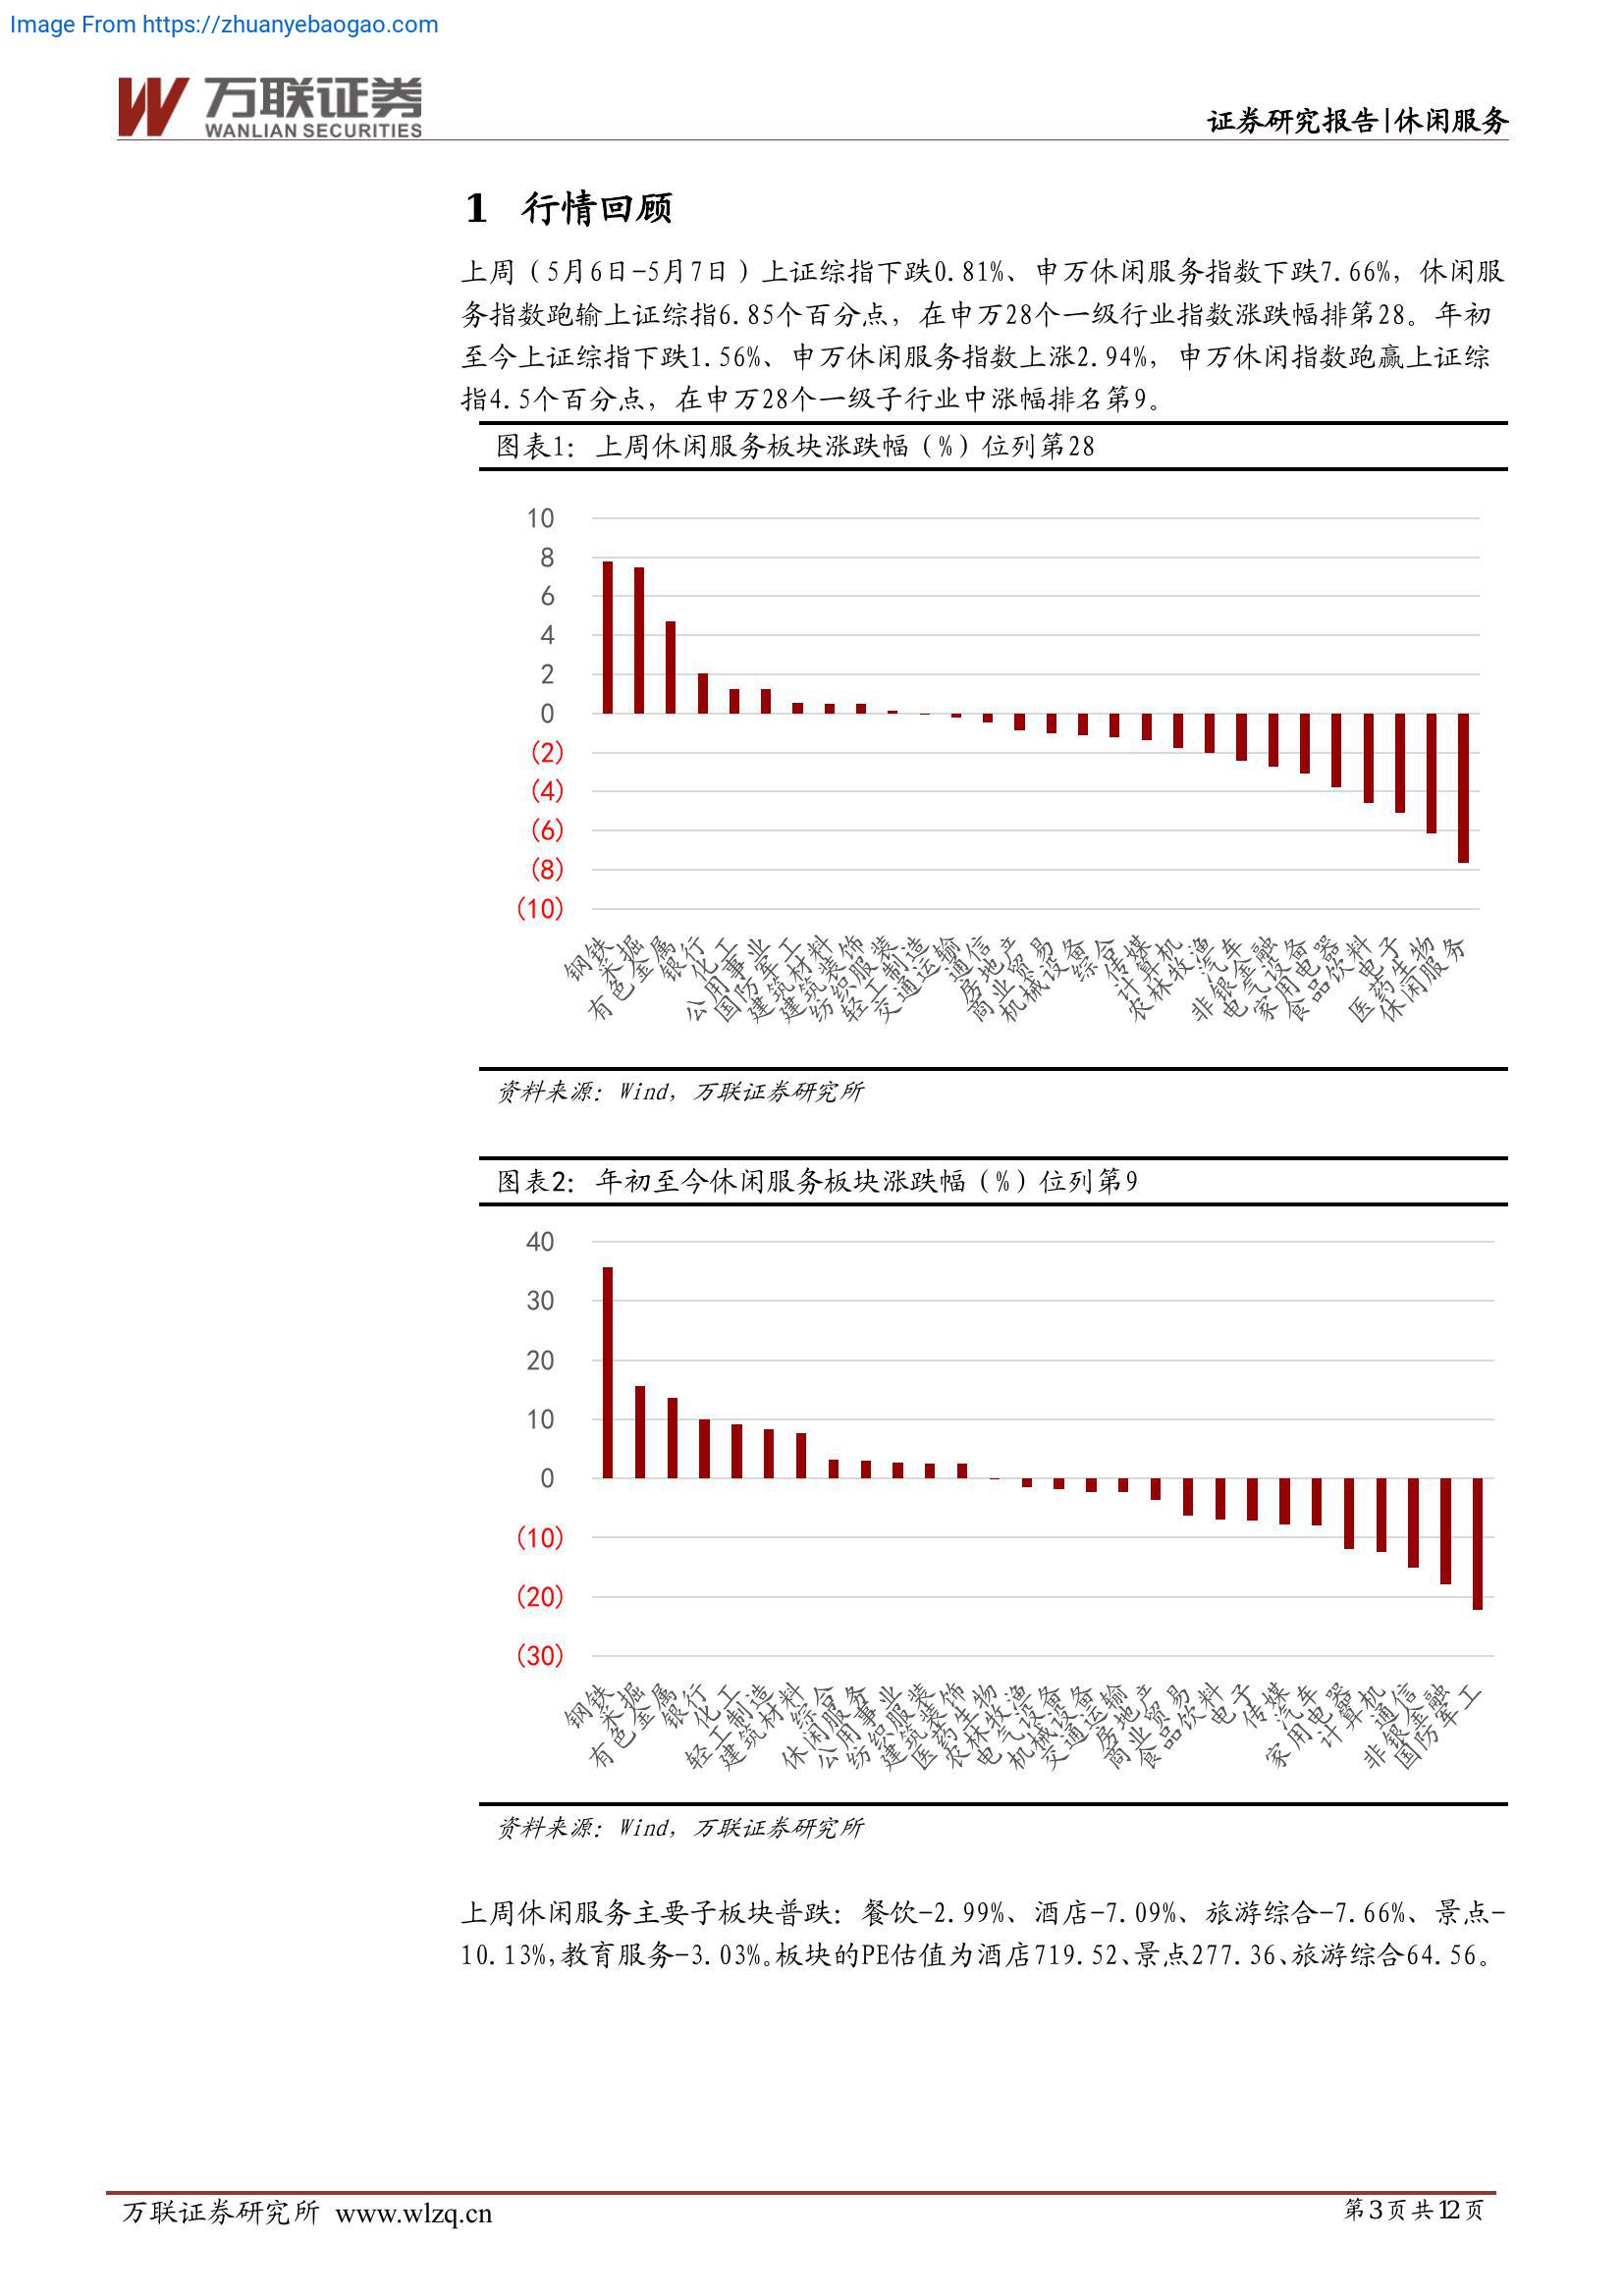 Image From https://zhuanyebaogao.com
万联证券
WANLIAN SECURITIES
证券研究报告|休闲服务
1 行情回顾
上周（5月6日-5月7日）上证综指下跌0.81%、申万休闲服务指数下跌7.66%，休闲服
务指数跑输上证综指6.85个百分点，在申万28个一级行业指数涨跌幅排第28。年初
至今上证综指下跌1.56%、申万休闲服务指数上涨2.94%，申万休闲指数跑赢上证综
指4.5个百分点，在申万28个一级子行业中涨幅排名第9。
图表1：上周休闲服务板块涨跌幅（%）位列第28
10
8
6
4
2
0
(2)
(4)
(6)
(8)
(10)
钢铁
采掘
有色金属
银行
化工
公用事业
国防军工
建筑材料
建筑装饰
纺织服装
轻工制造
交通运输
通信
房地产
商业贸易
机械设备
综合
传媒
计算机
农林牧渔
汽车
非银金融
电气设备
家用电器
食品饮料
电子
医药生物
休闲服务
资料来源：Wind，万联证券研究所
图表2：年初至今休闲服务板块涨跌幅（%）位列第9
40
30
20
10
0
(10)
(20)
(30)
钢铁
采掘
有色金属
银行
化工
轻工制造
建筑材料
综合
休闲服务
公用事业
纺织服装
建筑装饰
医药生物
农林牧渔
电气设备
机械设备
交通运输
房地产
商业贸易
食品饮料
电子
传媒
汽车
家用电器
计算机
通信
非银金融
国防军工
资料来源：Wind，万联证券研究所
上周休闲服务主要子板块普跌：餐饮-2.99%、酒店-7.09%、旅游综合-7.66%、景点-
10.13%,教育服务-3.03%。板块的PE估值为酒店719.52、景点277.36、旅游综合64.56。
万联证券研究所 www.wlzq.cn
第3页共12页